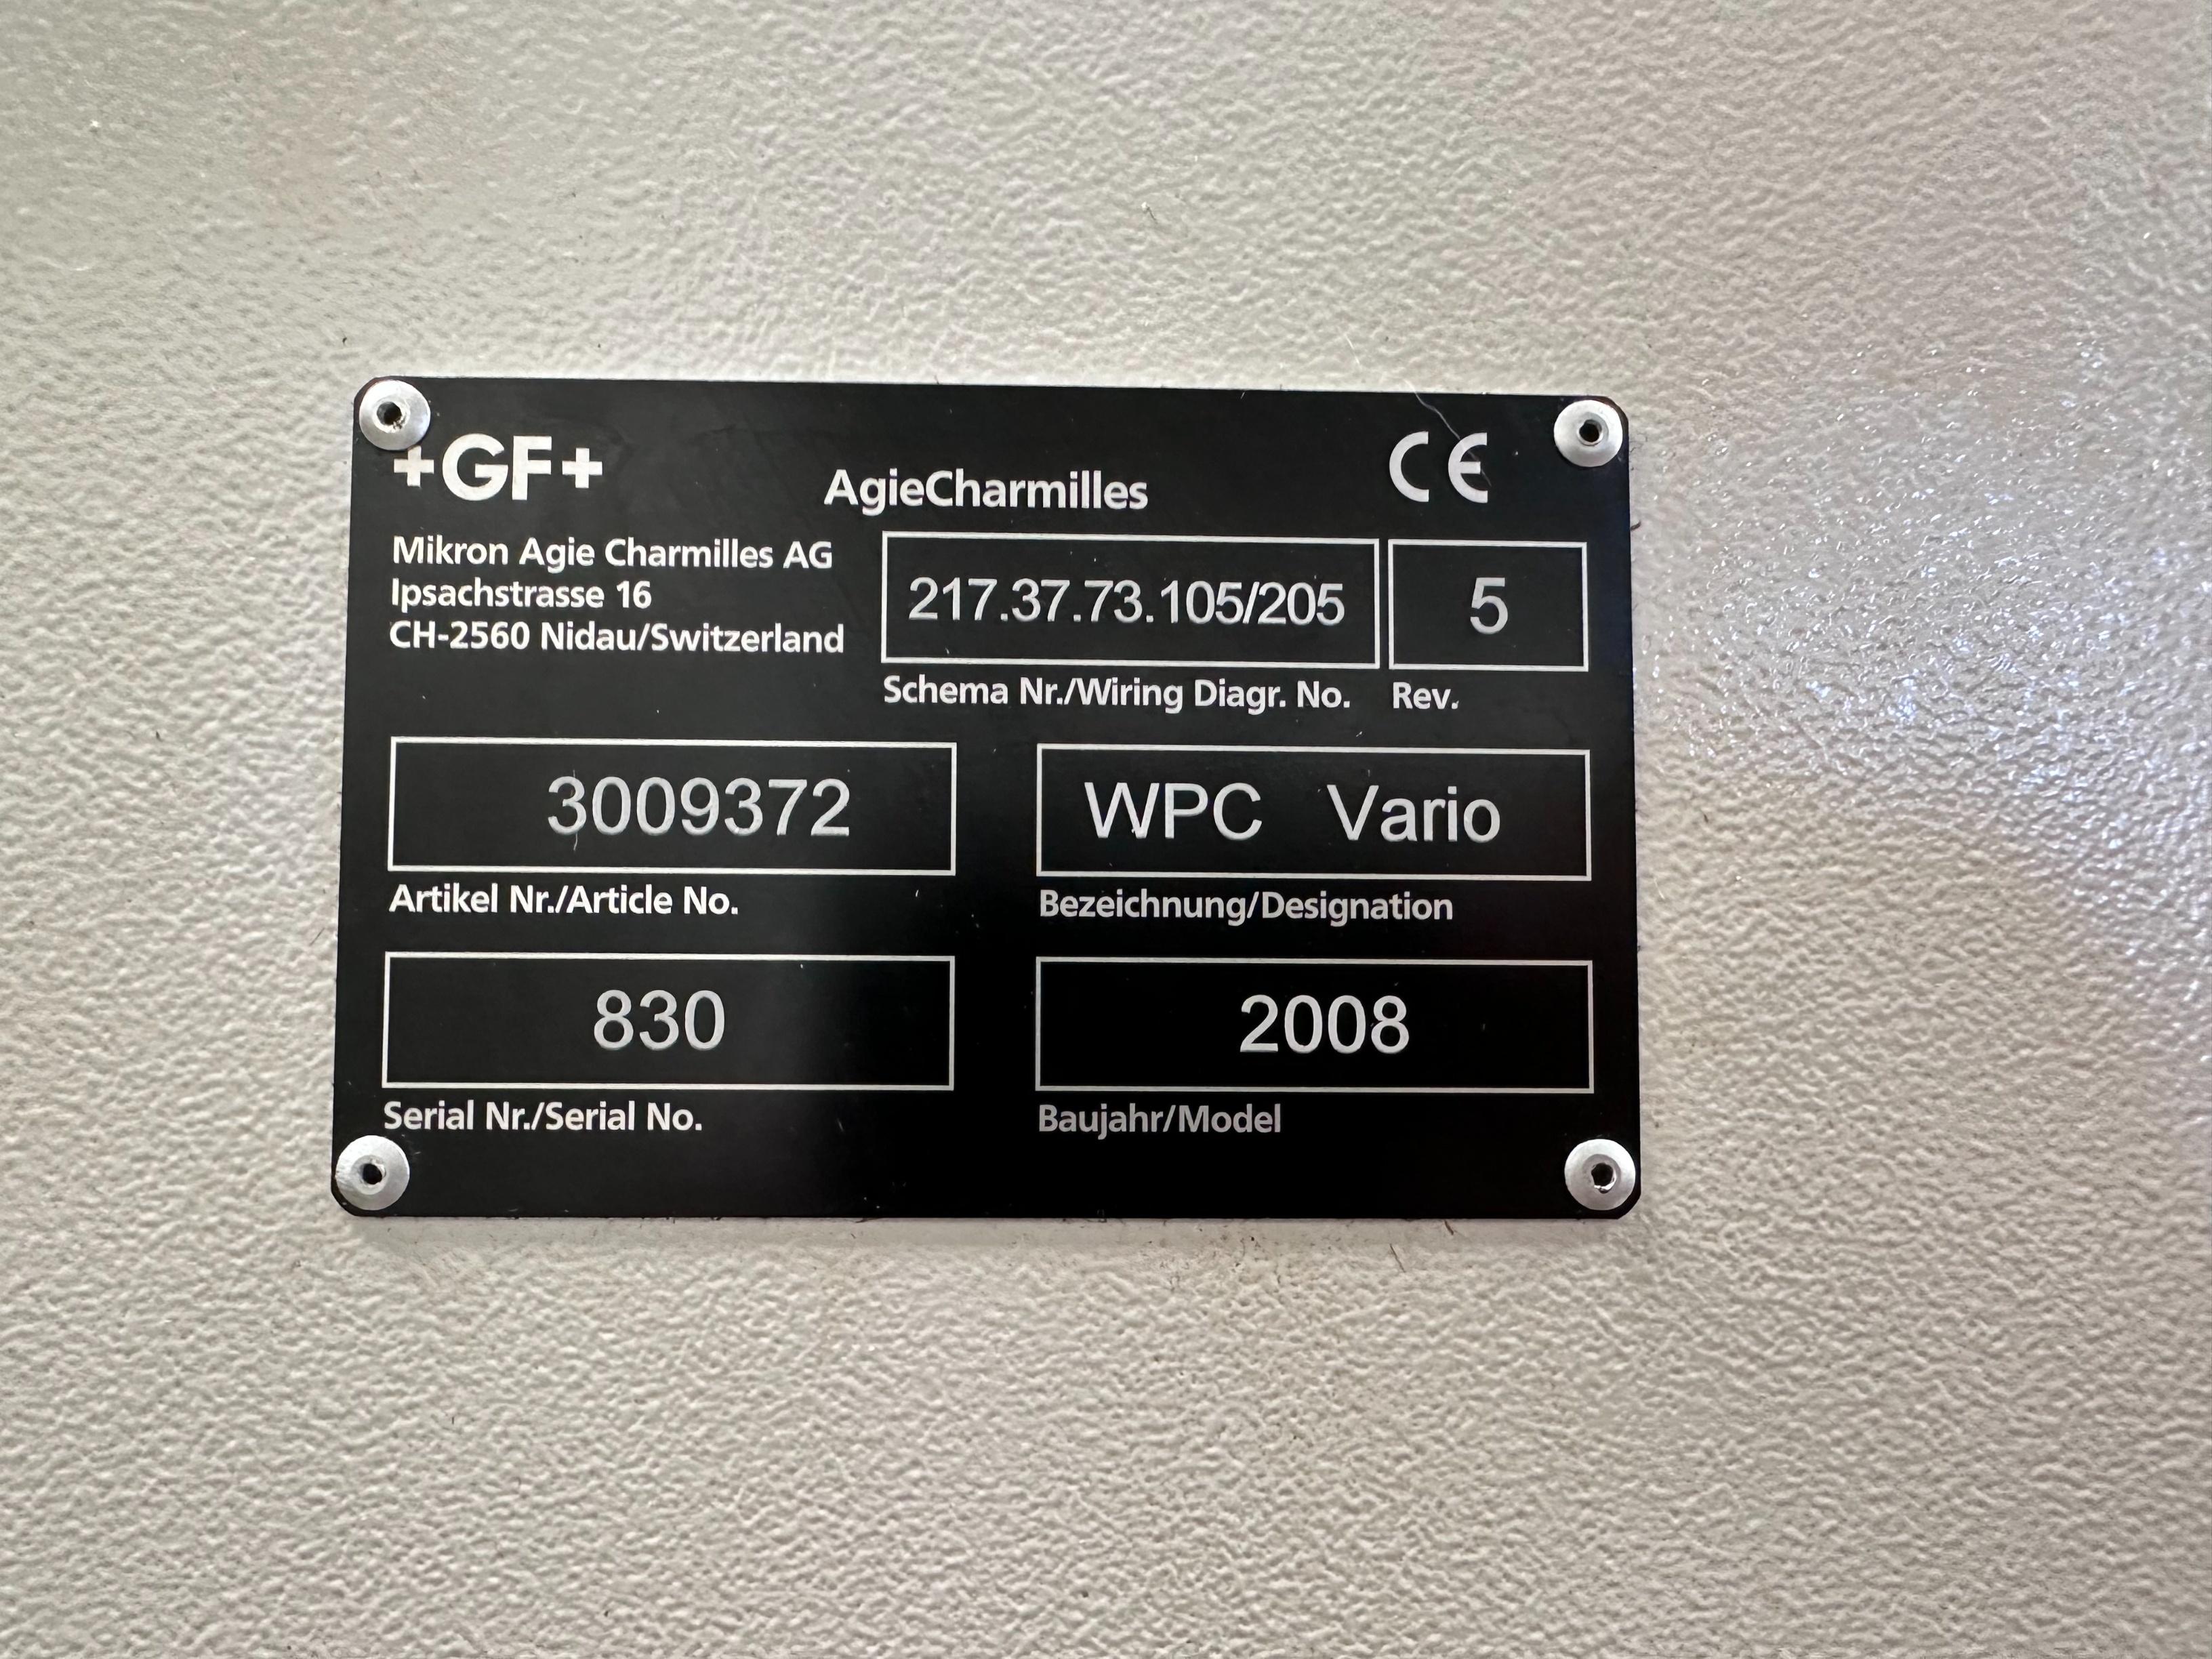 +GF+
AgieCharmilles
CE
Mikron Agie Charmilles AG
Ipsachstrasse 16
CH-2560 Nidau/Switzerland
217.37.73.105/205
5
Schema Nr./Wiring Diagr. No.
Rev.
3009372
WPC Vario
Artikel Nr./Article No.
Bezeichnung/Designation
830
2008
Serial Nr./Serial No.
Baujahr/Model